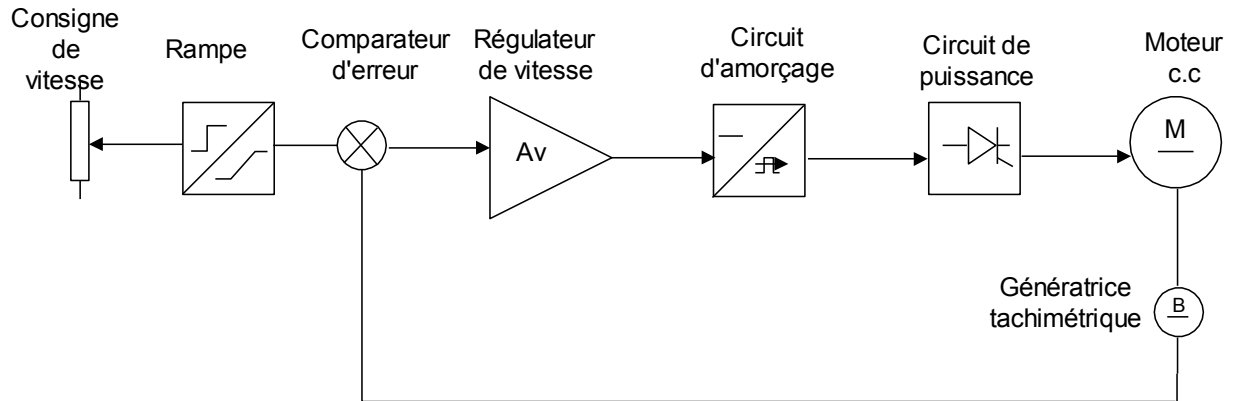 Consigne
de
vitesse
Rampe
Comparateur
d'erreur
Régulateur
de vitesse
Circuit
d'amorçage
Circuit de
puissance
Moteur
c.c
Av
M
Génératrice
tachimétrique
B